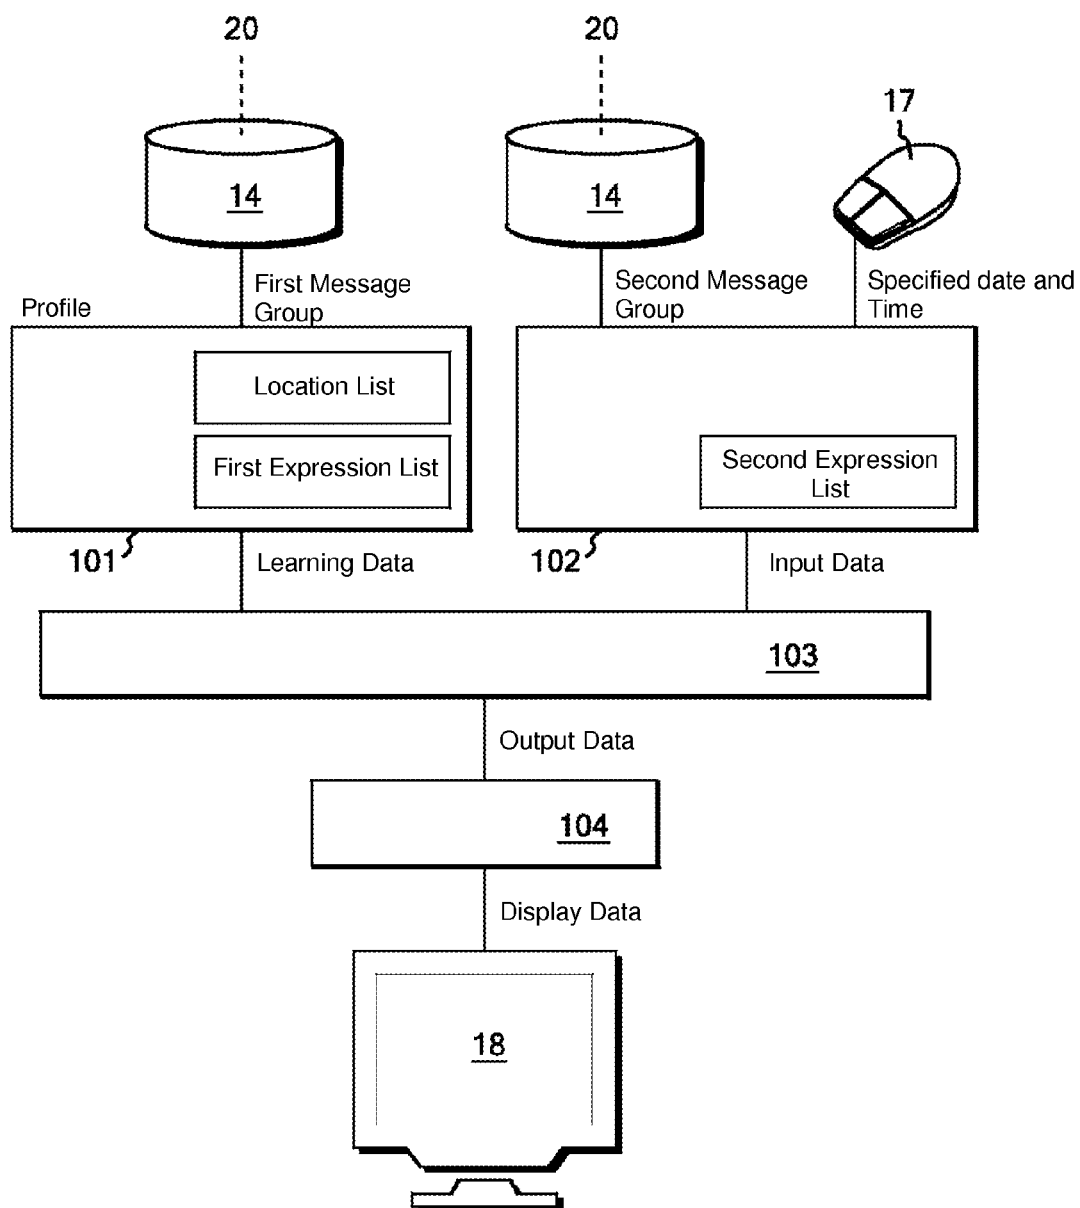 20
20
17
14
14
First Message
Group
Second Message
Group
Specified date and
Time
Profile
Location List
First Expression List
Second Expression
List
101
Learning Data
102
Input Data
103
Output Data
104
Display Data
18